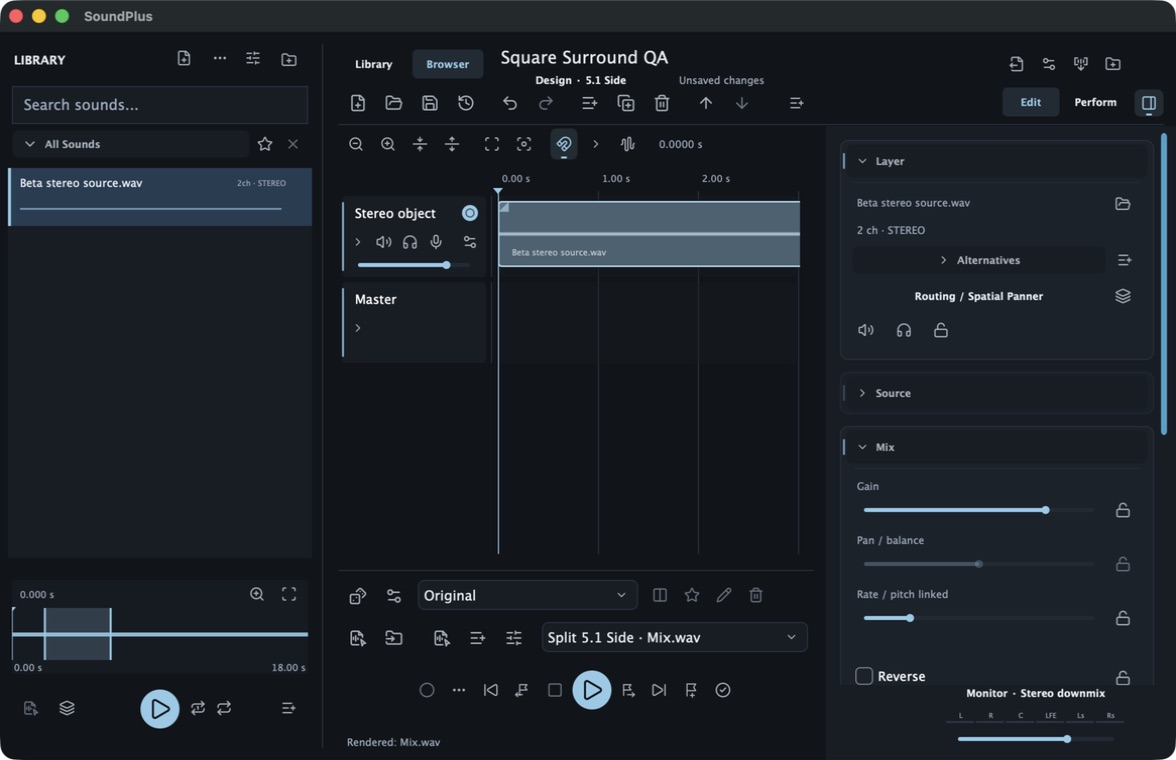 SoundPlus
LIBRARY
Search sounds...
All Sounds
Beta stereo source.wav
2ch · STEREO
0.000 s
0.00 s
18.00 s
Library
Browser
Square Surround QA
Design · 5.1 Side
Unsaved changes
0.0000 s
0.00 s
1.00 s
2.00 s
Stereo object
Beta stereo source.wav
Master
Original
Split 5.1 Side · Mix.wav
Rendered: Mix.wav
Edit
Perform
Layer
Beta stereo source.wav
2 ch · STEREO
Alternatives
Routing / Spatial Panner
Source
Mix
Gain
Pan / balance
Rate / pitch linked
Reverse
Monitor · Stereo downmix
L R C LFE Ls Rs